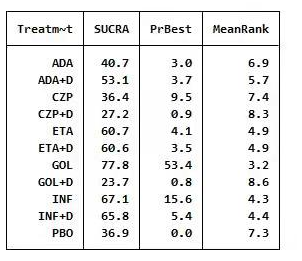 Treatm~t SUCRA PrBest MeanRank
ADA 40.7 3.0 6.9
ADA+D 53.1 3.7 5.7
CZP 36.4 9.5 7.4
CZP+D 27.2 0.9 8.3
ETA 60.7 4.1 4.9
ETA+D 60.6 3.5 4.9
GOL 77.8 53.4 3.2
GOL+D 23.7 0.8 8.6
INF 67.1 15.6 4.3
INF+D 65.8 5.4 4.4
PBO 36.9 0.0 7.3